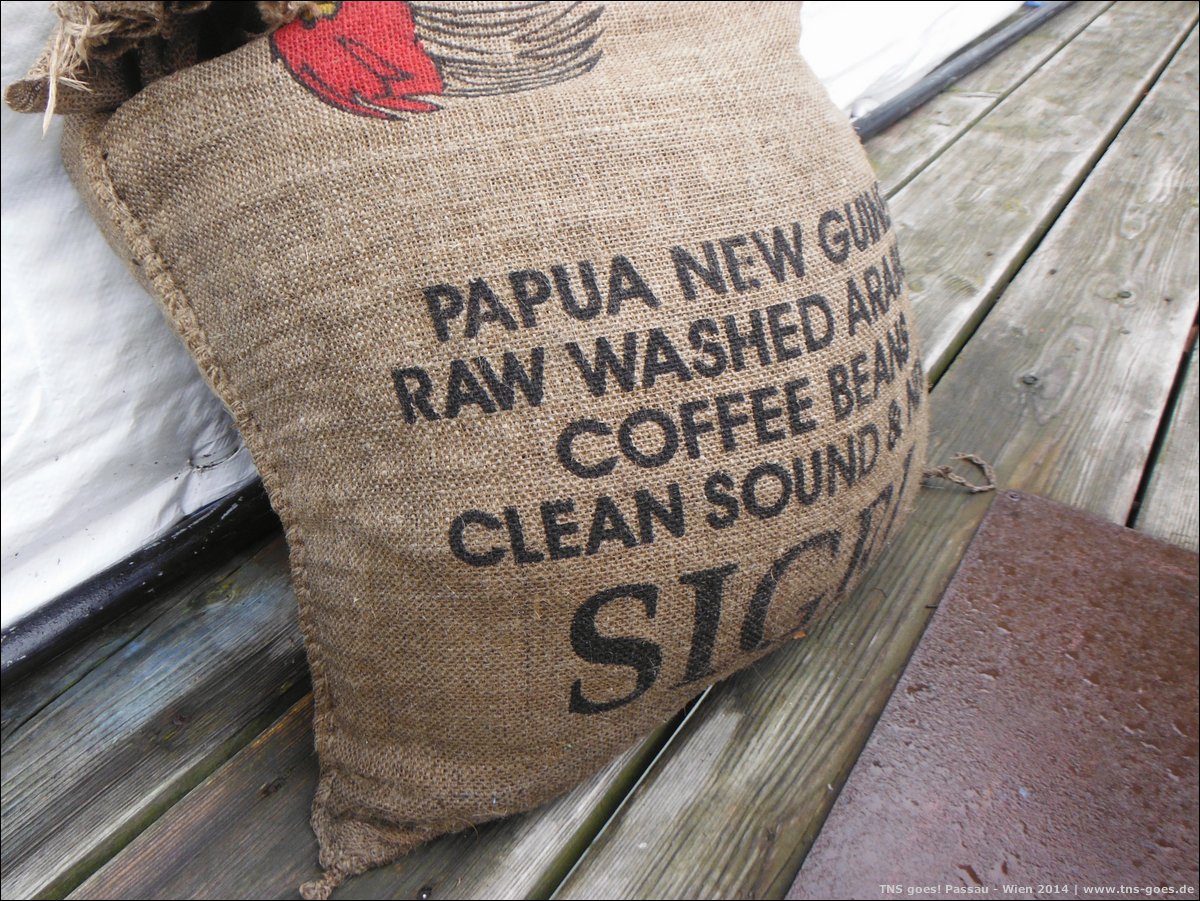 PAPUA NEW GUIN
RAW WASHED ARA
COFFEE BEANS
CLEAN SOUND &
SIG
TNS goes! Passau - Wien 2014 | www.tns-goes.de